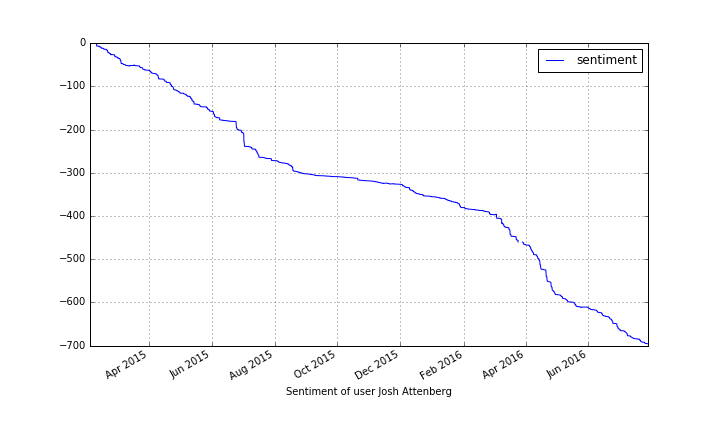 sentiment
0
−100
−200
−300
−400
−500
−600
−700
Apr 2015
Jun 2015
Aug 2015
Oct 2015
Dec 2015
Feb 2016
Apr 2016
Jun 2016
Sentiment of user Josh Attenberg